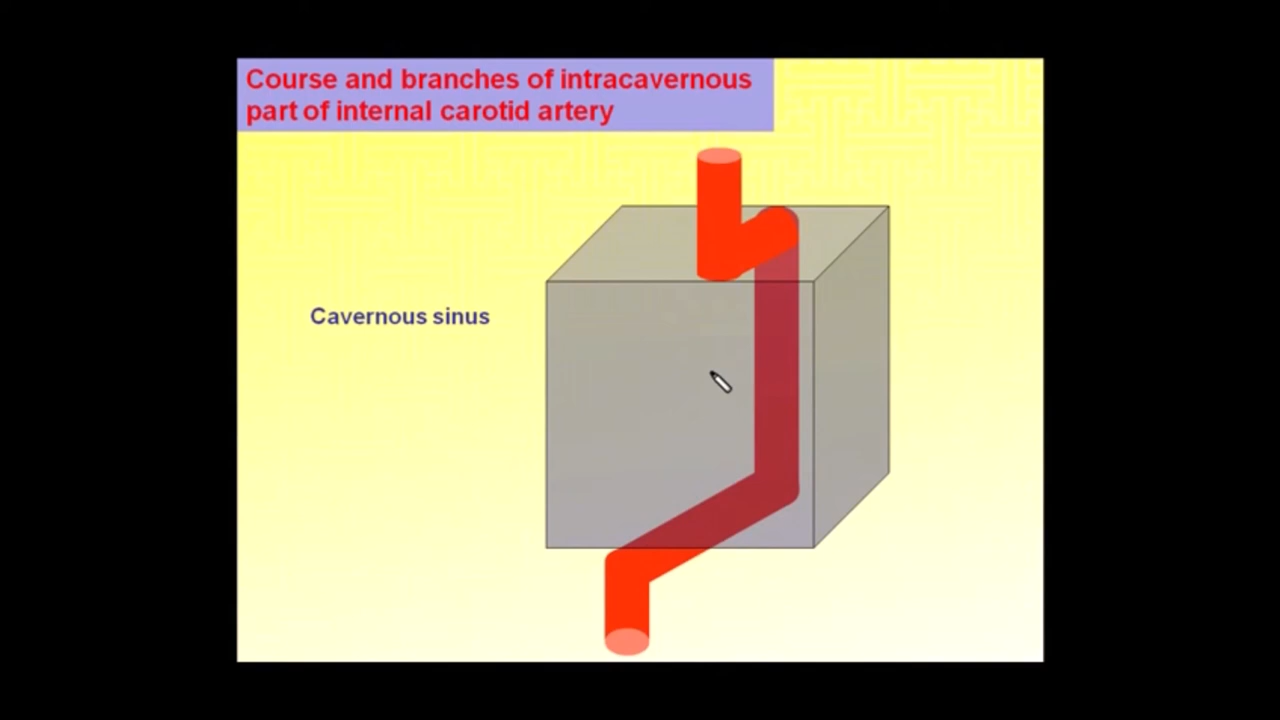 Course and branches of intracavernous
part of internal carotid artery
Cavernous sinus